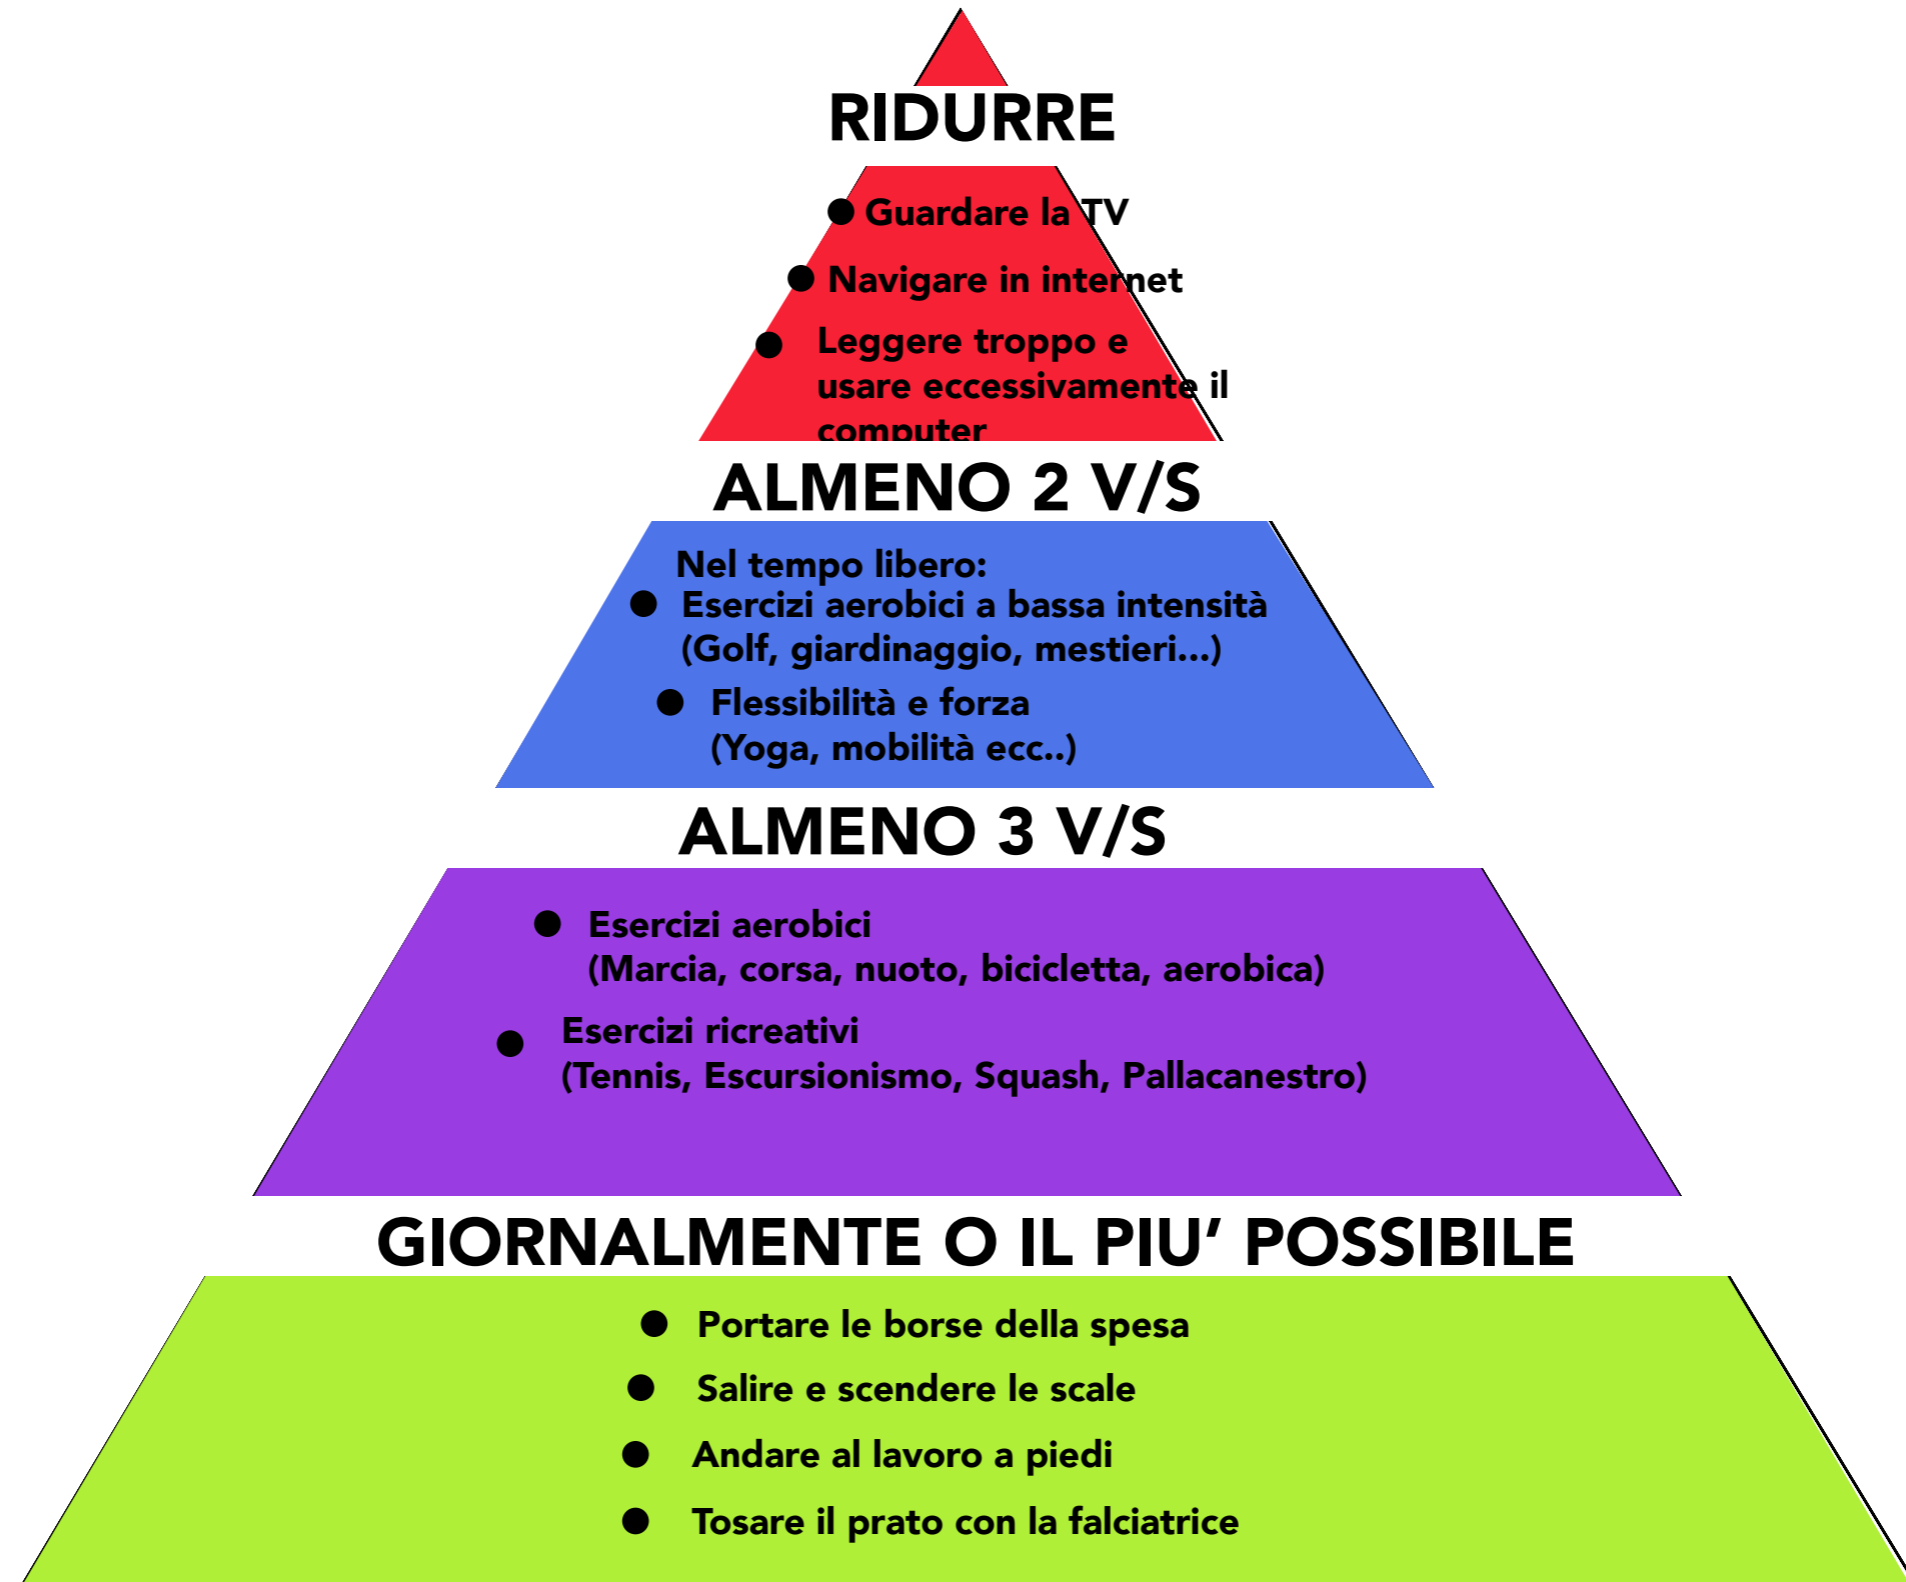 RIDURRE
● Guardare la TV
● Navigare in internet
● Leggere troppo e
usare eccessivamente il
computer
ALMENO 2 V/S
Nel tempo libero:
● Esercizi aerobici a bassa intensità
(Golf, giardinaggio, mestieri...)
● Flessibilità e forza
(Yoga, mobilità ecc..)
ALMENO 3 V/S
● Esercizi aerobici
(Marcia, corsa, nuoto, bicicletta, aerobica)
● Esercizi ricreativi
(Tennis, Escursionismo, Squash, Pallacanestro)
GIORNALMENTE O IL PIU’ POSSIBILE
● Portare le borse della spesa
● Salire e scendere le scale
● Andare al lavoro a piedi
● Tosare il prato con la falciatrice